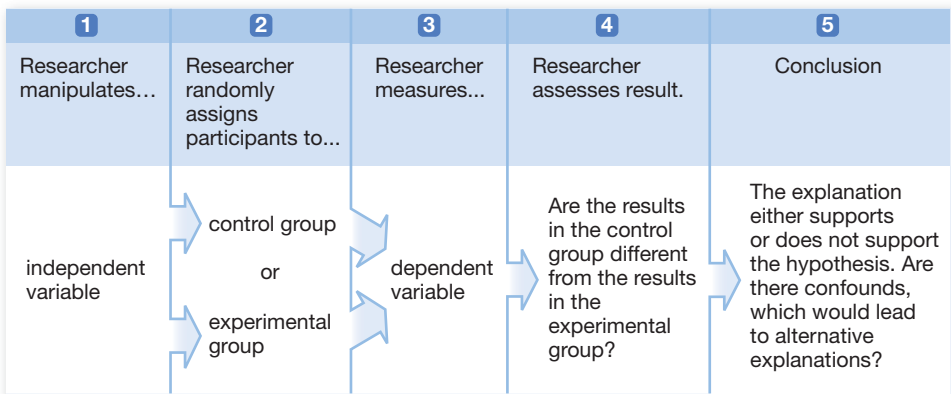 1
Researcher
manipulates…
independent
variable
2
Researcher
randomly
assigns
participants to...
control group
or
experimental
group
3
Researcher
measures...
dependent
variable
4
Researcher
assesses result.
Are the results
in the control
group different
from the results
in the
experimental
group?
5
Conclusion
The explanation
either supports
or does not support
the hypothesis. Are
there confounds,
which would lead
to alternative
explanations?